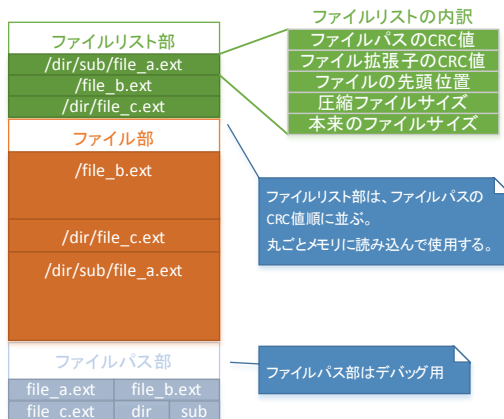 ファイルリスト部
/dir/sub/file_a.ext
/file_b.ext
/dir/file_c.ext
ファイルリストの内訳
ファイルパスのCRC値
ファイル拡張子のCRC値
ファイルの先頭位置
圧縮ファイルサイズ
本来のファイルサイズ
ファイル部
/file_b.ext
/dir/file_c.ext
/dir/sub/file_a.ext
ファイルリスト部は、ファイルパスの
CRC値順に並ぶ。
丸ごとメモリに読み込んで使用する。
ファイルパス部
file_a.ext file_b.ext
file_c.ext dir sub
ファイルパス部はデバッグ用